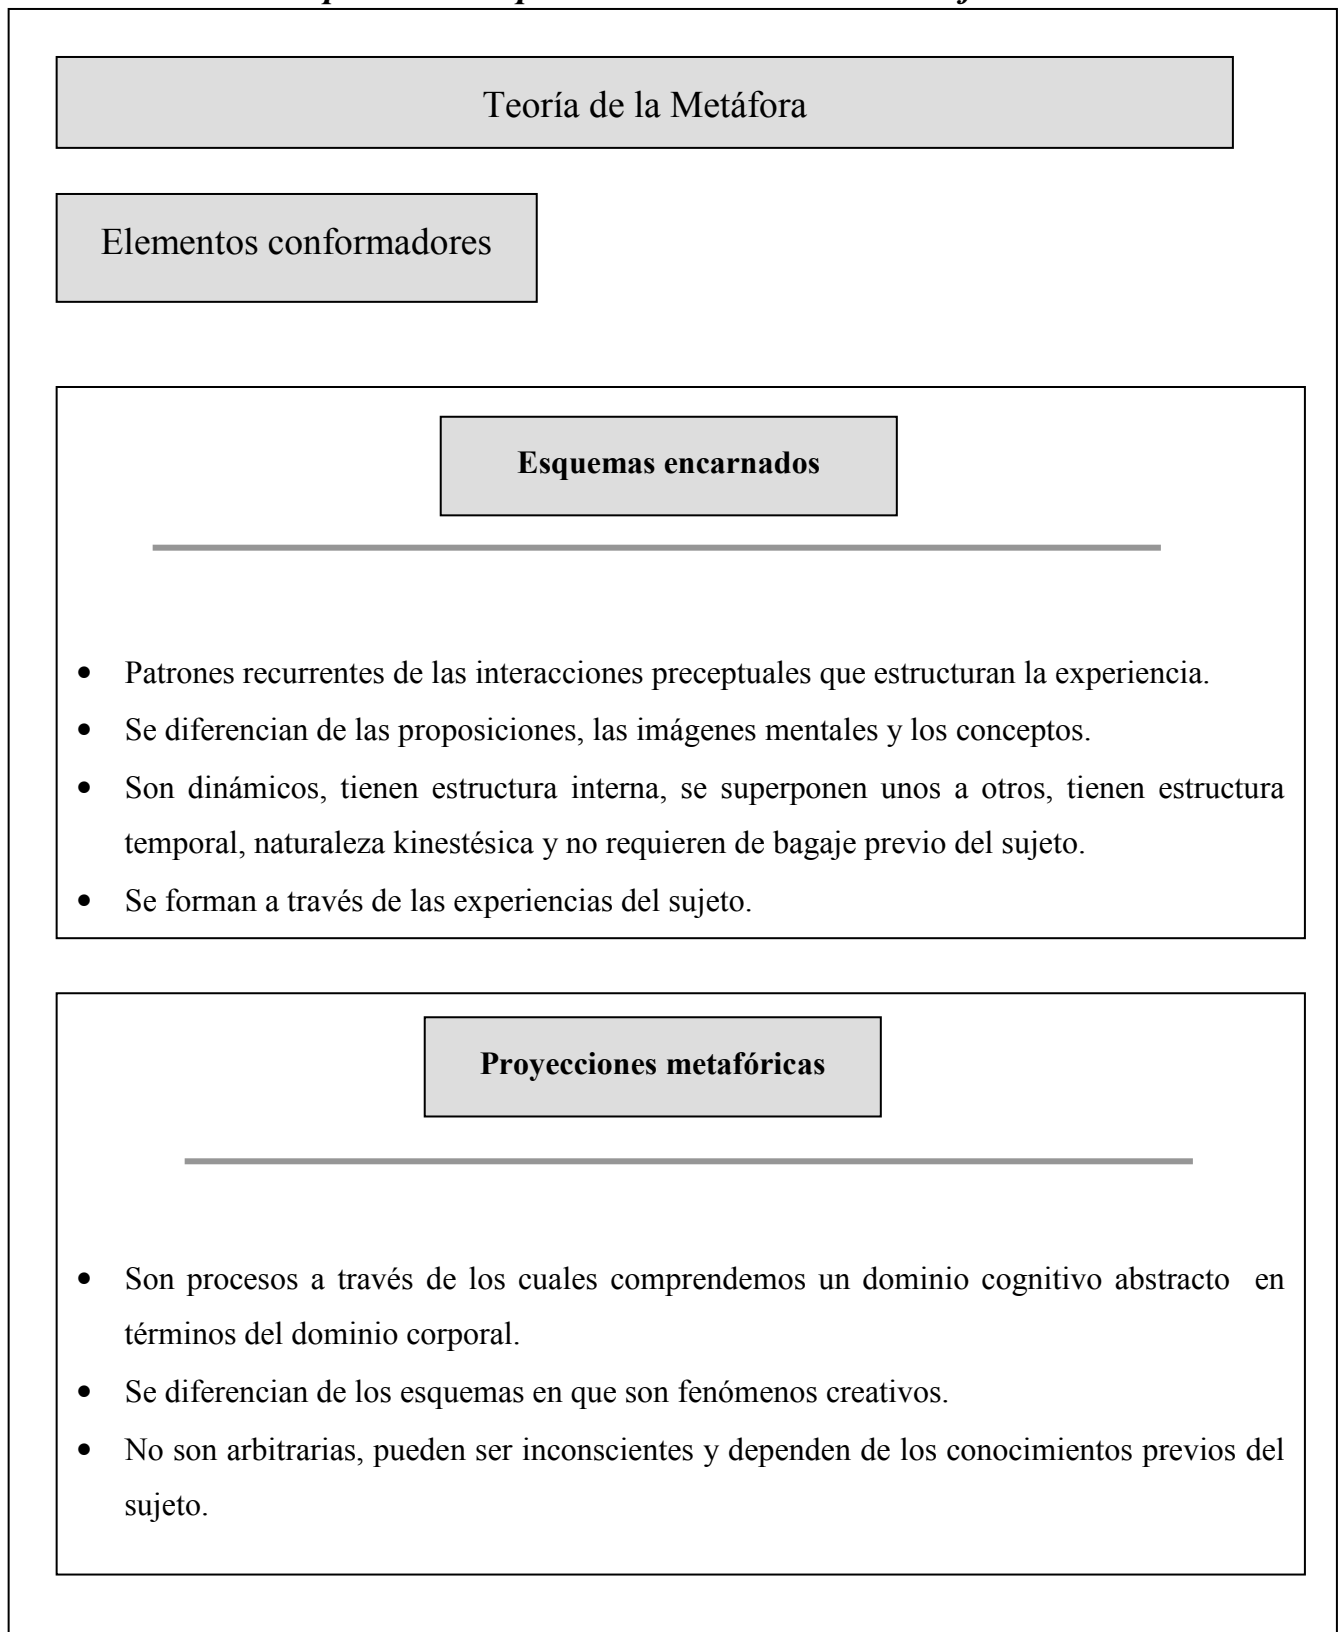 Teoría de la Metáfora
Elementos conformadores
Esquemas encarnados
• Patrones recurrentes de las interacciones preceptuales que estructuran la experiencia.
• Se diferencian de las proposiciones, las imágenes mentales y los conceptos.
• Son dinámicos, tienen estructura interna, se superponen unos a otros, tienen estructura
temporal, naturaleza kinestésica y no requieren de bagaje previo del sujeto.
• Se forman a través de las experiencias del sujeto.
Proyecciones metafóricas
• Son procesos a través de los cuales comprendemos un dominio cognitivo abstracto en
términos del dominio corporal.
• Se diferencian de los esquemas en que son fenómenos creativos.
• No son arbitrarias, pueden ser inconscientes y dependen de los conocimientos previos del
sujeto.